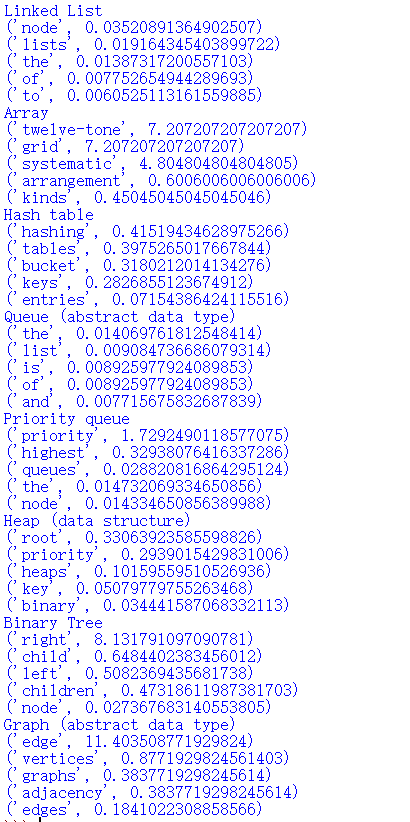 Linked List
('node', 0.03520891364902507)
('lists', 0.019164345403899722)
('the', 0.01387317200557103)
('of', 0.007752654944289693)
('to', 0.0060525113161559885)
Array
('twelve-tone', 7.207207207207207)
('grid', 7.207207207207207)
('systematic', 4.804804804804805)
('arrangement', 0.6006006006006006)
('kinds', 0.45045045045045046)
Hash table
('hashing', 0.41519434628975266)
('tables', 0.3975265017667844)
('bucket', 0.3180212014134276)
('keys', 0.2826855123674912)
('entries', 0.07154386424115516)
Queue (abstract data type)
('the', 0.014069761812548414)
('list', 0.009084736686079314)
('is', 0.008925977924089853)
('of', 0.008925977924089853)
('and', 0.007715675832687839)
Priority queue
('priority', 1.7292490118577075)
('highest', 0.32938076416337286)
('queues', 0.028820816864295124)
('the', 0.014732069334650856)
('node', 0.014334650856389988)
Heap (data structure)
('root', 0.33063923585598826)
('priority', 0.2939015429831006)
('heaps', 0.10159559510526936)
('key', 0.05079779755263468)
('binary', 0.034441587068332113)
Binary Tree
('right', 8.131791097090781)
('child', 0.6484402383456012)
('left', 0.5082369435681738)
('children', 0.47318611987381703)
('node', 0.027367683140553805)
Graph (abstract data type)
('edge', 11.403508771929824)
('vertices', 0.8771929824561403)
('graphs', 0.3837719298245614)
('adjacency', 0.3837719298245614)
('edges', 0.1841022308858566)